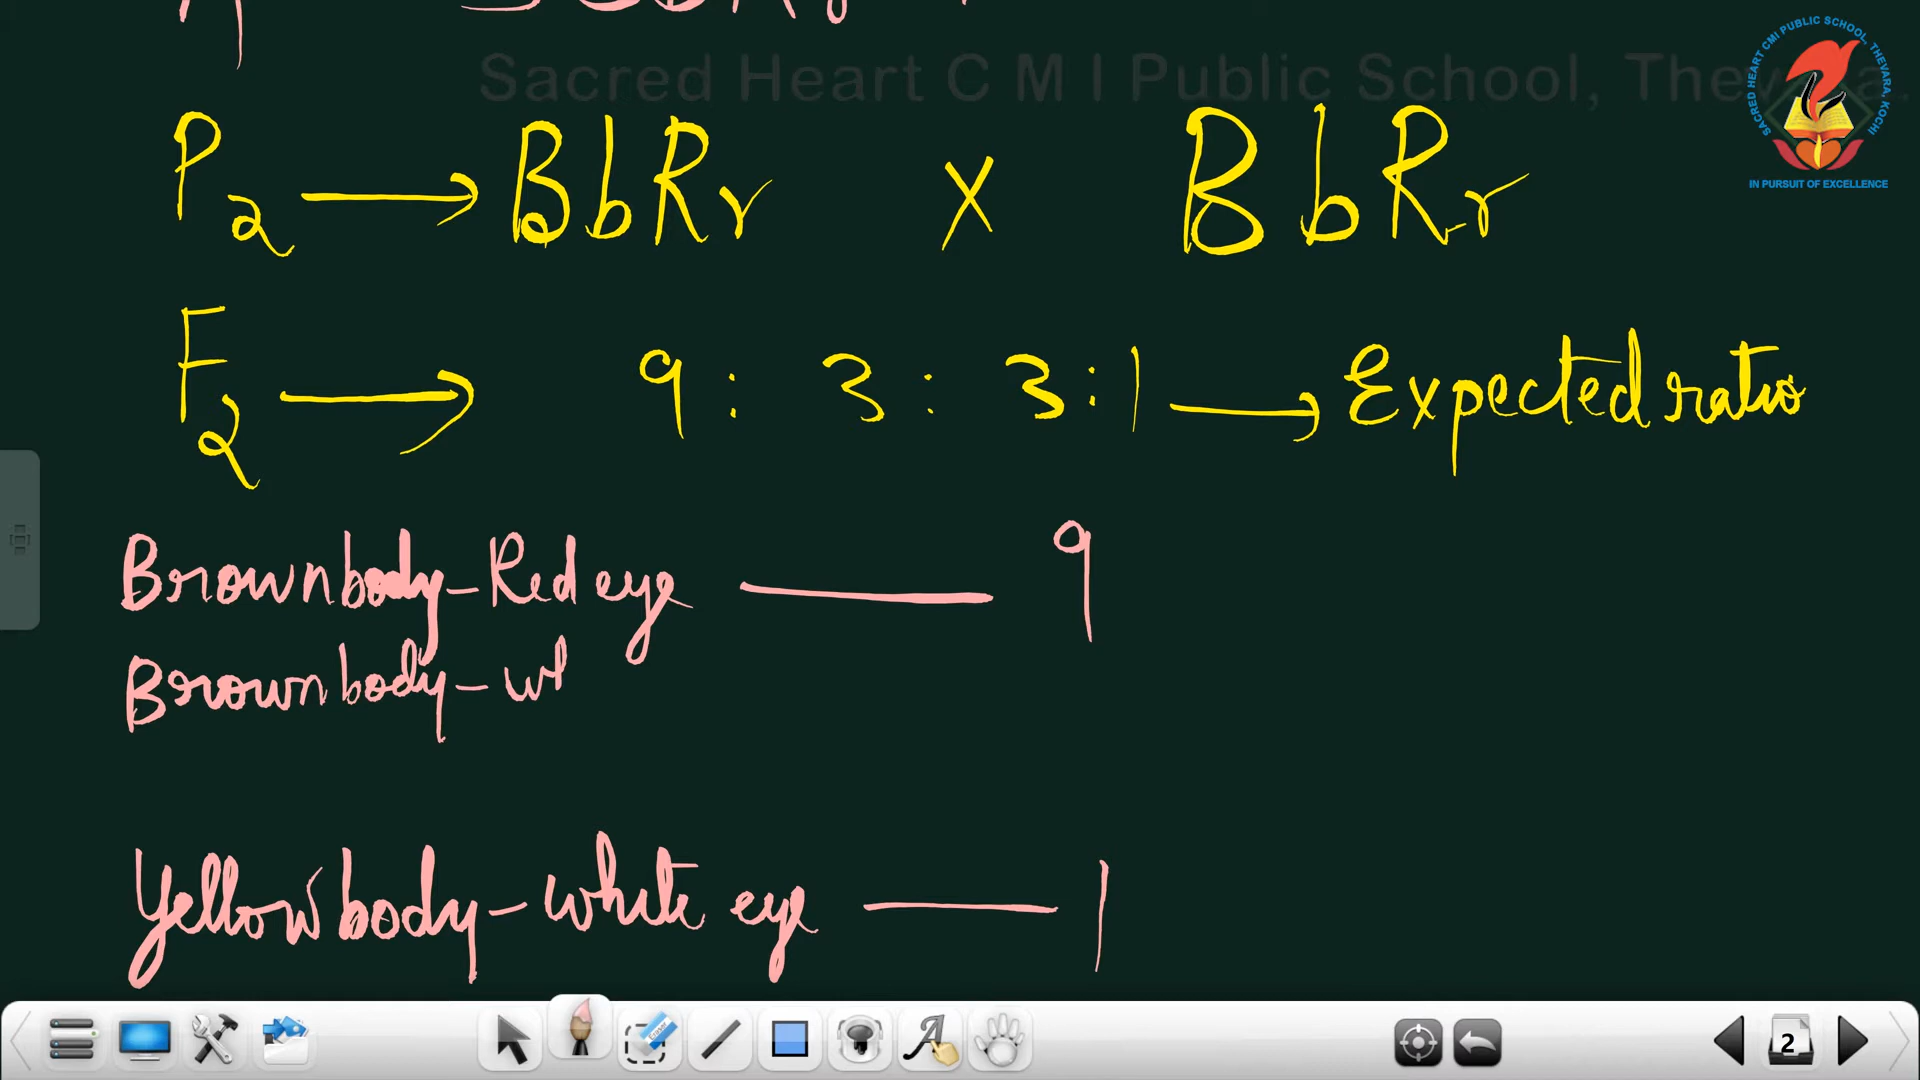 Sacred Heart C M I Public School, Thevara.
SACRED HEART CMI PUBLIC SCHOOL, THEVARA, KOCHI
IN PURSUIT OF EXCELLENCE
P2 → BbRr X BbRr
F2 → 9 : 3 : 3 : 1 → Expected ratio
Brown body - Red eye — 9
Brown body - wh
Yellow body - white eye — 1
2